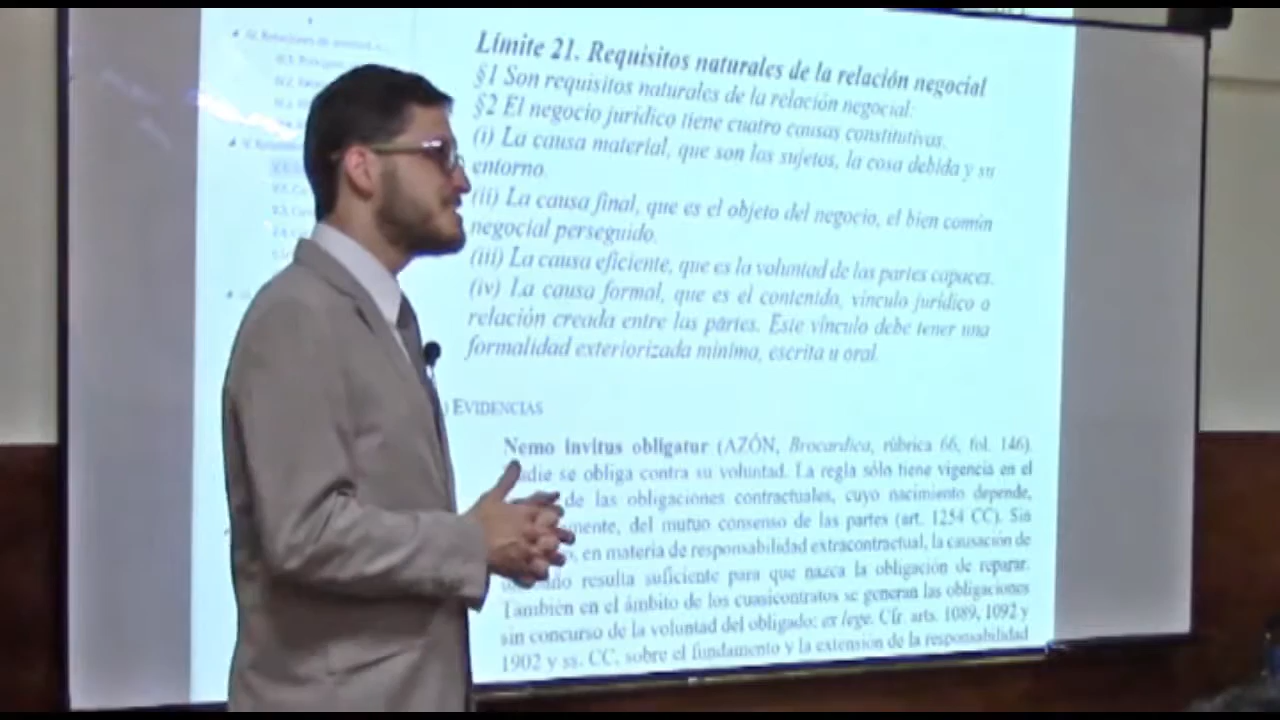 Límite 21. Requisitos naturales de la relación negocial
§1 Son requisitos naturales de la relación negocial:
§2 El negocio jurídico tiene cuatro causas constitutivas.
(i) La causa material, que son los sujetos, la cosa debida y su
entorno.
(ii) La causa final, que es el objeto del negocio, el bien común
negocial perseguido.
(iii) La causa eficiente, que es la voluntad de las partes capaces.
(iv) La causa formal, que es el contenido, vínculo jurídico o
relación creada entre las partes. Este vínculo debe tener una
formalidad exteriorizada mínima, escrita u oral.
) EVIDENCIAS
Nemo invitus obligatur (AZÓN, Brocardica, rúbrica 66, fol. 146).
se obliga contra su voluntad. La regla sólo tiene vigencia en el
de las obligaciones contractuales, cuyo nacimiento depende,
del mutuo consenso de las partes (art. 1254 CC). Sin
en materia de responsabilidad extracontractual, la causación de
resulta suficiente para que nazca la obligación de reparar.
También en el ámbito de los cuasicontratos se generan las obligaciones
sin concurso de la voluntad del obligado: ex lege. Cfr. arts. 1089, 1092 y
1902 y ss. CC, sobre el fundamento y la extensión de la responsabilidad